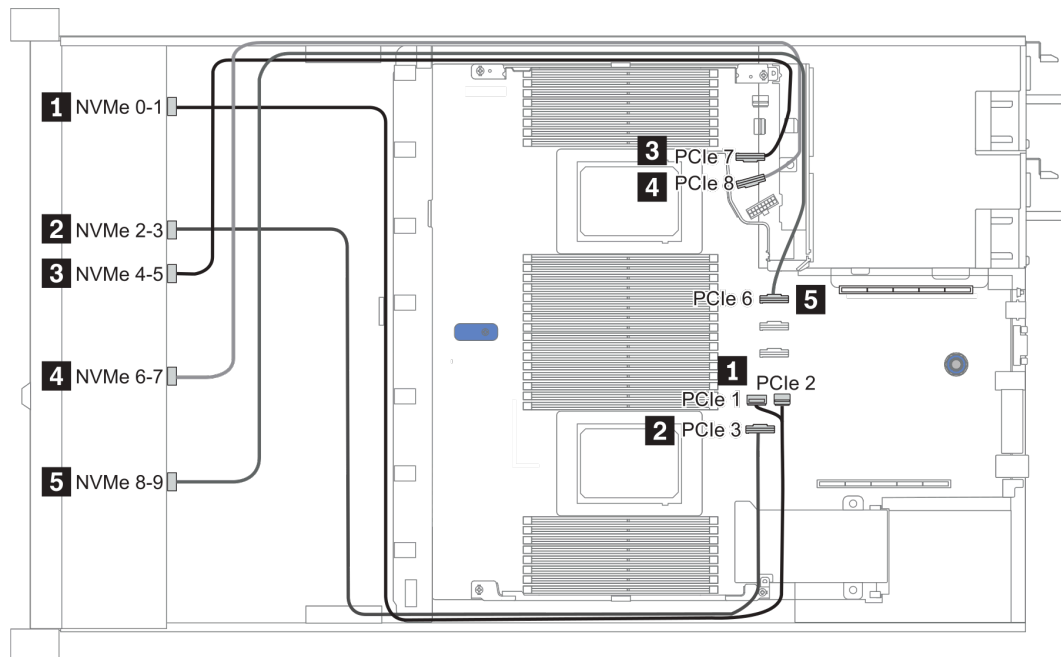 1 NVMe 0-1
2 NVMe 2-3
3 NVMe 4-5
4 NVMe 6-7
5 NVMe 8-9
3 PCIe 7
4 PCIe 8
PCIe 6 5
1
PCIe 1 PCIe 2
2 PCIe 3